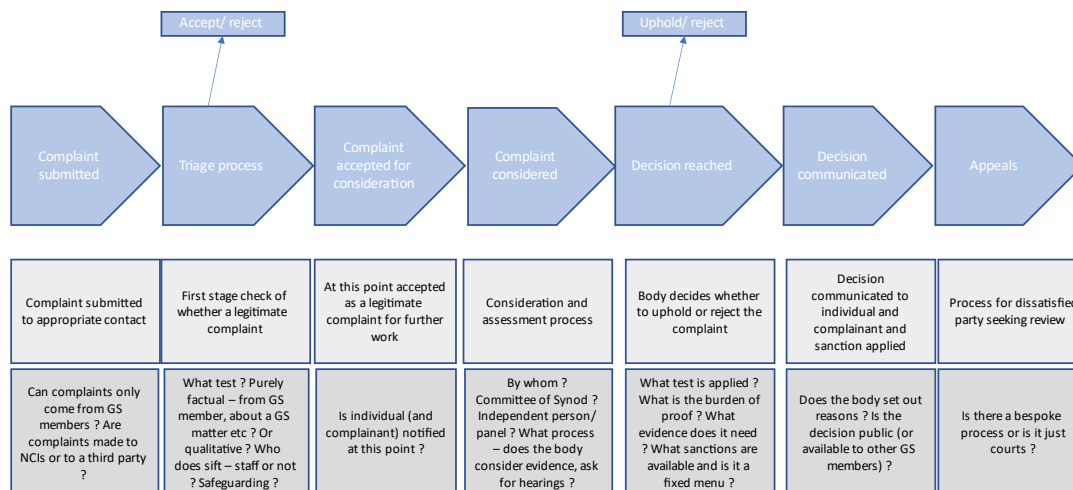 Accept/ reject
Uphold/ reject
Complaint
submitted
Triage process
Complaint
accepted for
consideration
Complaint
considered
Decision reached
Decision
communicated
Appeals
Complaint submitted
to appropriate contact
First stage check of
whether a legitimate
complaint
At this point accepted
as a legitimate
complaint for further
work
Consideration and
assessment process
Body decides whether
to uphold or reject the
complaint
Decision
communicated to
individual and
complainant and
sanction applied
Process for dissatisfied
party seeking review
Can complaints only
come from GS
members ? Are
complaints made to
NCIs or to a third party
?
What test ? Purely
factual – from GS
member, about a GS
matter etc ? Or
qualitative ? Who
does sift – staff or not
? Safeguarding ?
Is individual (and
complainant) notified
at this point ?
By whom ?
Committee of Synod ?
Independent person/
panel ? What process
– does the body
consider evidence, ask
for hearings ?
What test is applied ?
What is the burden of
proof ? What
evidence does it need
? What sanctions are
available and is it a
fixed menu ?
Does the body set out
reasons ? Is the
decision public (or
available to other GS
members) ?
Is there a bespoke
process or is it just
courts ?